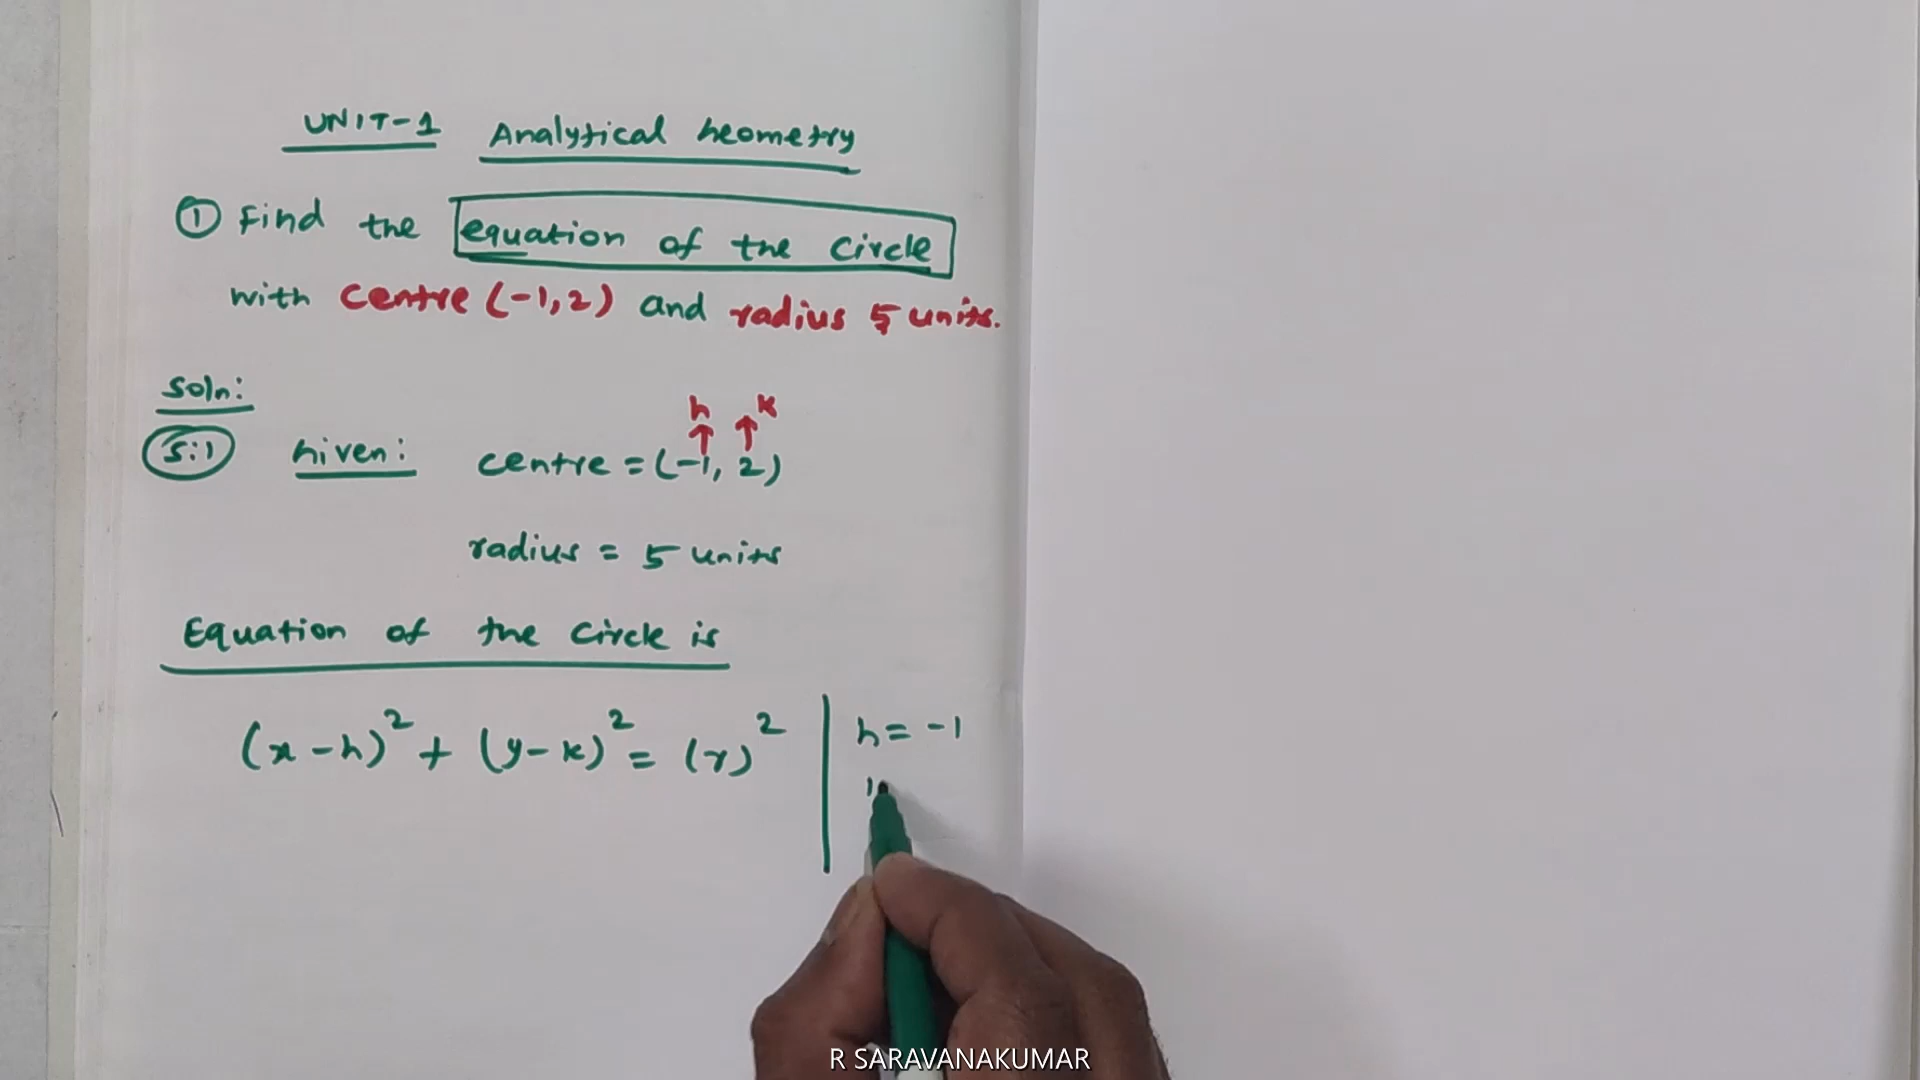 UNIT-1 Analytical Geometry
① Find the equation of the circle
with centre (-1, 2) and radius 5 units.
Soln:
h k
S:1 Given: centre = (-1, 2)
radius = 5 units
Equation of the circle is
(x-h)² + (y-k)² = (r)²
h = -1
R SARAVANAKUMAR